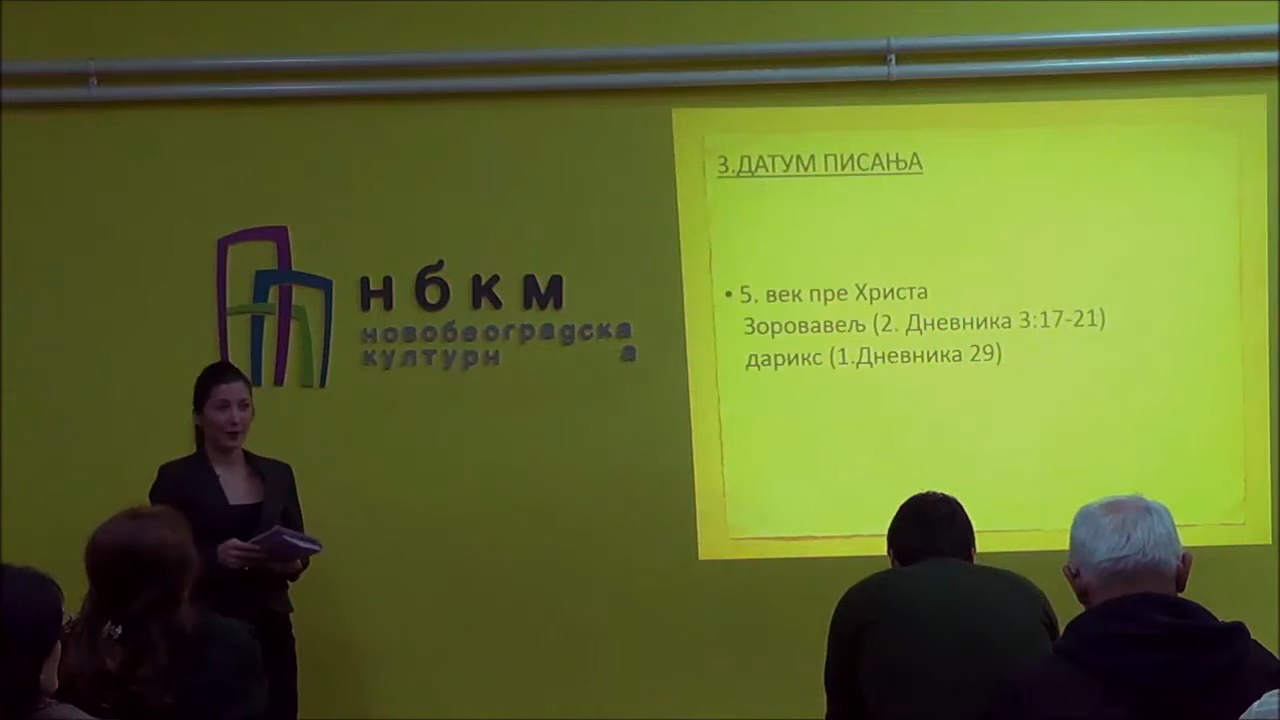 3.ДАТУМ ПИСАЊА
• 5. век пре Христа
Зоровавељ (2. Дневника 3:17-21)
дарикс (1.Дневника 29)
нбкм
новобеоградска
културн а